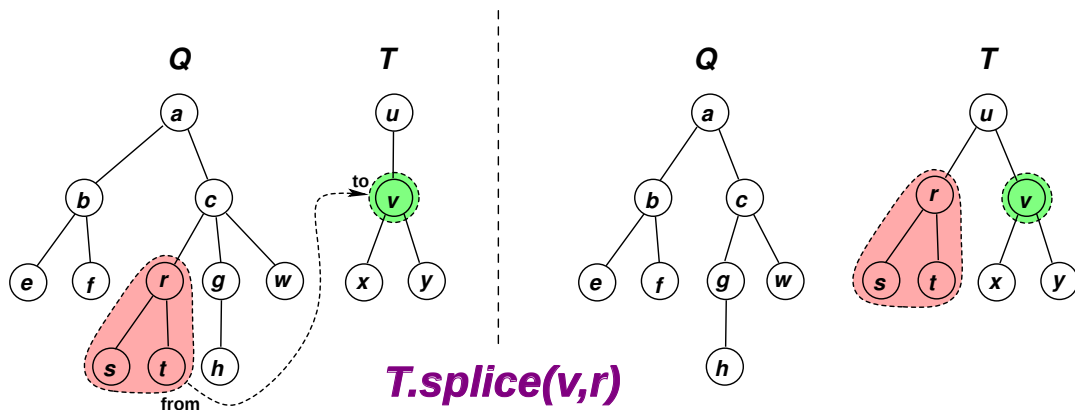 Q T Q T
a u a u
b c to v b c r v
e f r g w x y e f g w s t x y
s t h h
from
T.splice(v,r)